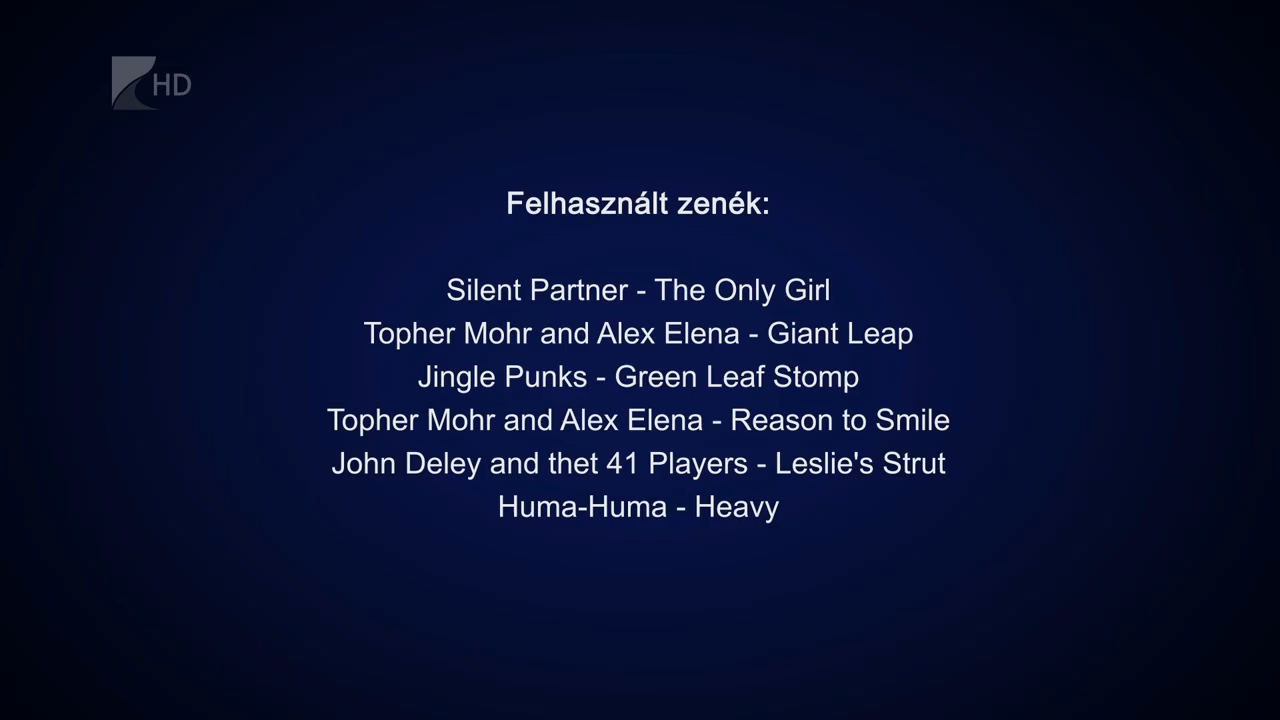 HD
Felhasznált zenék:
Silent Partner - The Only Girl
Topher Mohr and Alex Elena - Giant Leap
Jingle Punks - Green Leaf Stomp
Topher Mohr and Alex Elena - Reason to Smile
John Deley and thet 41 Players - Leslie's Strut
Huma-Huma - Heavy